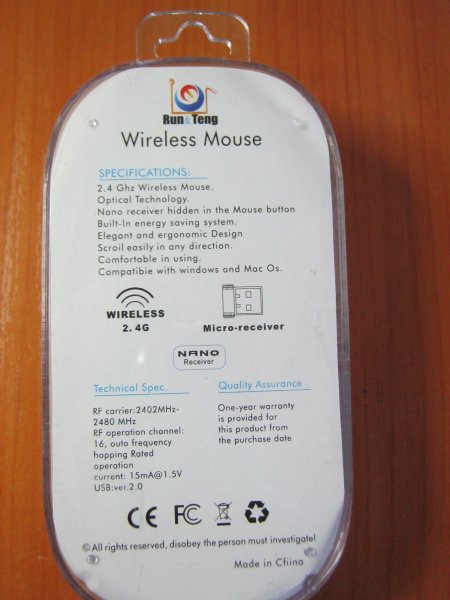 Run&Teng
Wireless Mouse
SPECIFICATIONS:
2.4 Ghz Wireless Mouse.
Optical Technology.
Nano receiver hidden in the Mouse button
Built-In energy saving system.
Elegant and ergonomic Design
Scroil easily in any direction.
Comfortable in using.
Compatibie with windows and Mac Os.
WIRELESS
2.4G
Micro-receiver
NANO
Receiver
Technical Spec.
RF carrier:2402MHz-
2480 MHz
RF operation channel:
16, outo frequency
hopping Rated
operation
current: 15mA@1.5V
USB:ver.2.0
Quality Assurance
One-year warranty
is provided for
this product from
the purchase date
CE FC
© All rights reserved, disobey the person must investigate!
Made in Cfiina